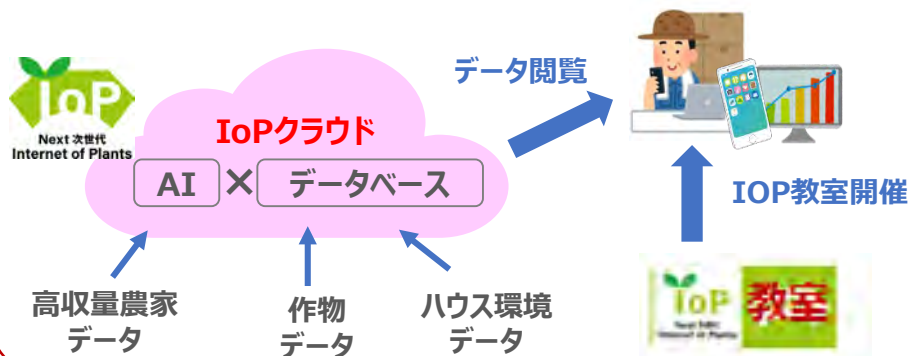 IoP
Next 次世代
Internet of Plants
IoPクラウド
AI × データベース
データ閲覧
IOP教室開催
高収量農家
データ
作物
データ
ハウス環境
データ
IoP 教室
Internet of Plants